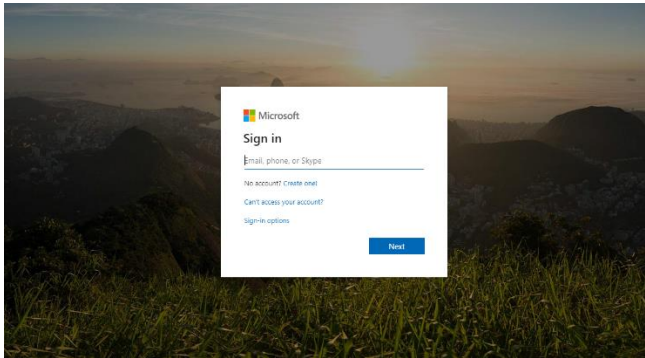 Microsoft
Sign in
Email, phone, or Skype
No account? Create one!
Can't access your account?
Sign-in options
Next